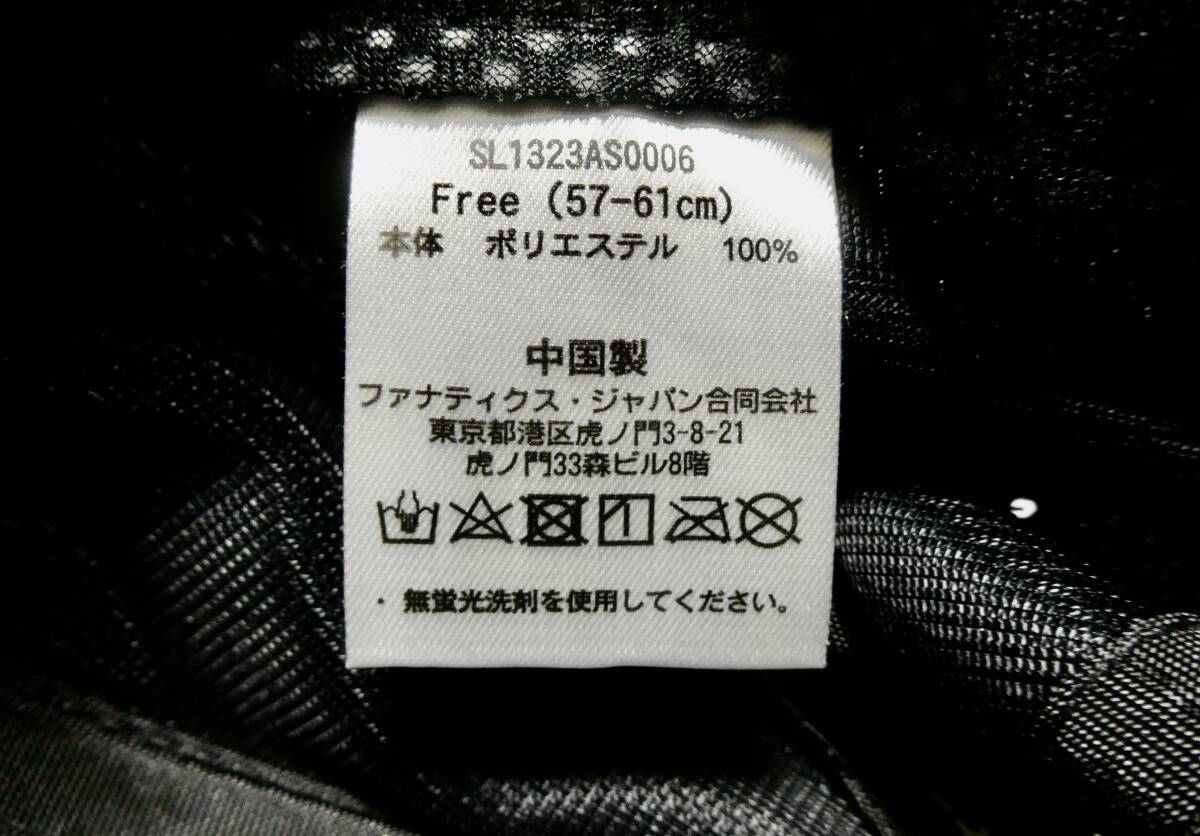 SL1323AS0006
Free (57-61cm)
本体 ポリエステル 100%
中国製
ファナティクス・ジャパン合同会社
東京都港区虎ノ門3-8-21
虎ノ門33森ビル8階
・ 無蛍光洗剤を使用してください。